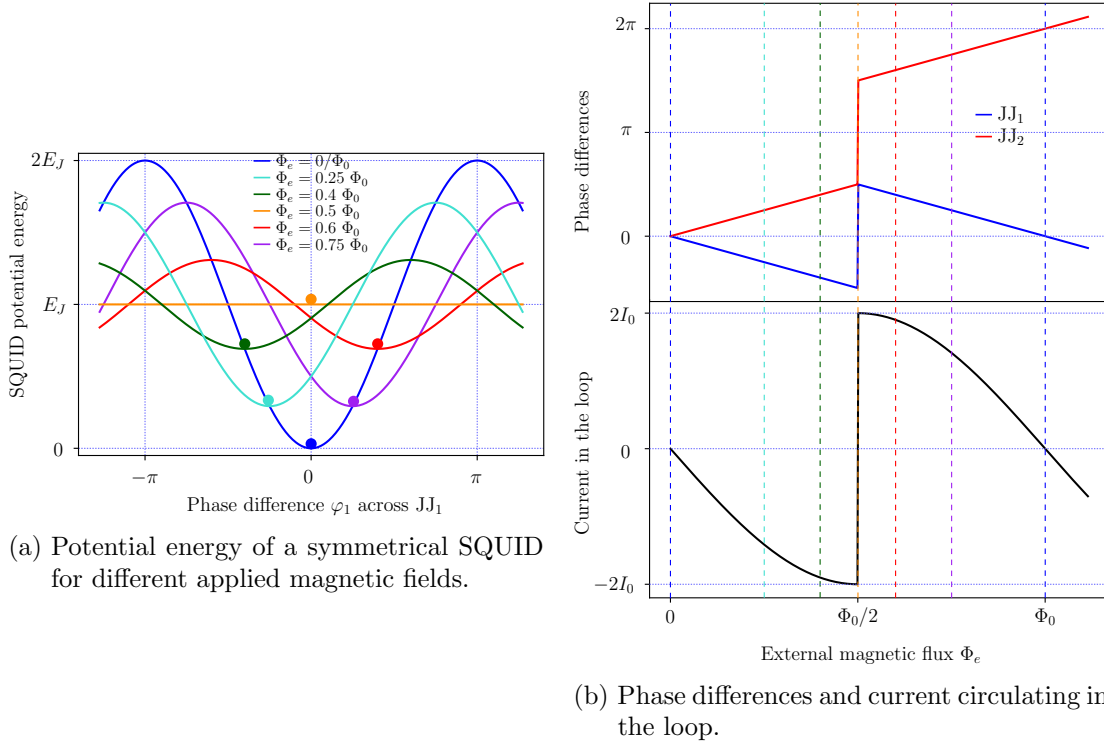 2E_J
E_J
0
SQUID potential energy
Φ_e = 0/Φ_0
Φ_e = 0.25 Φ_0
Φ_e = 0.4 Φ_0
Φ_e = 0.5 Φ_0
Φ_e = 0.6 Φ_0
Φ_e = 0.75 Φ_0
−π
0
π
Phase difference φ_1 across JJ_1
(a) Potential energy of a symmetrical SQUID
for different applied magnetic fields.
2π
π
0
Phase differences
JJ_1
JJ_2
2I_0
0
−2I_0
Current in the loop
0
Φ_0/2
Φ_0
External magnetic flux Φ_e
(b) Phase differences and current circulating in
the loop.